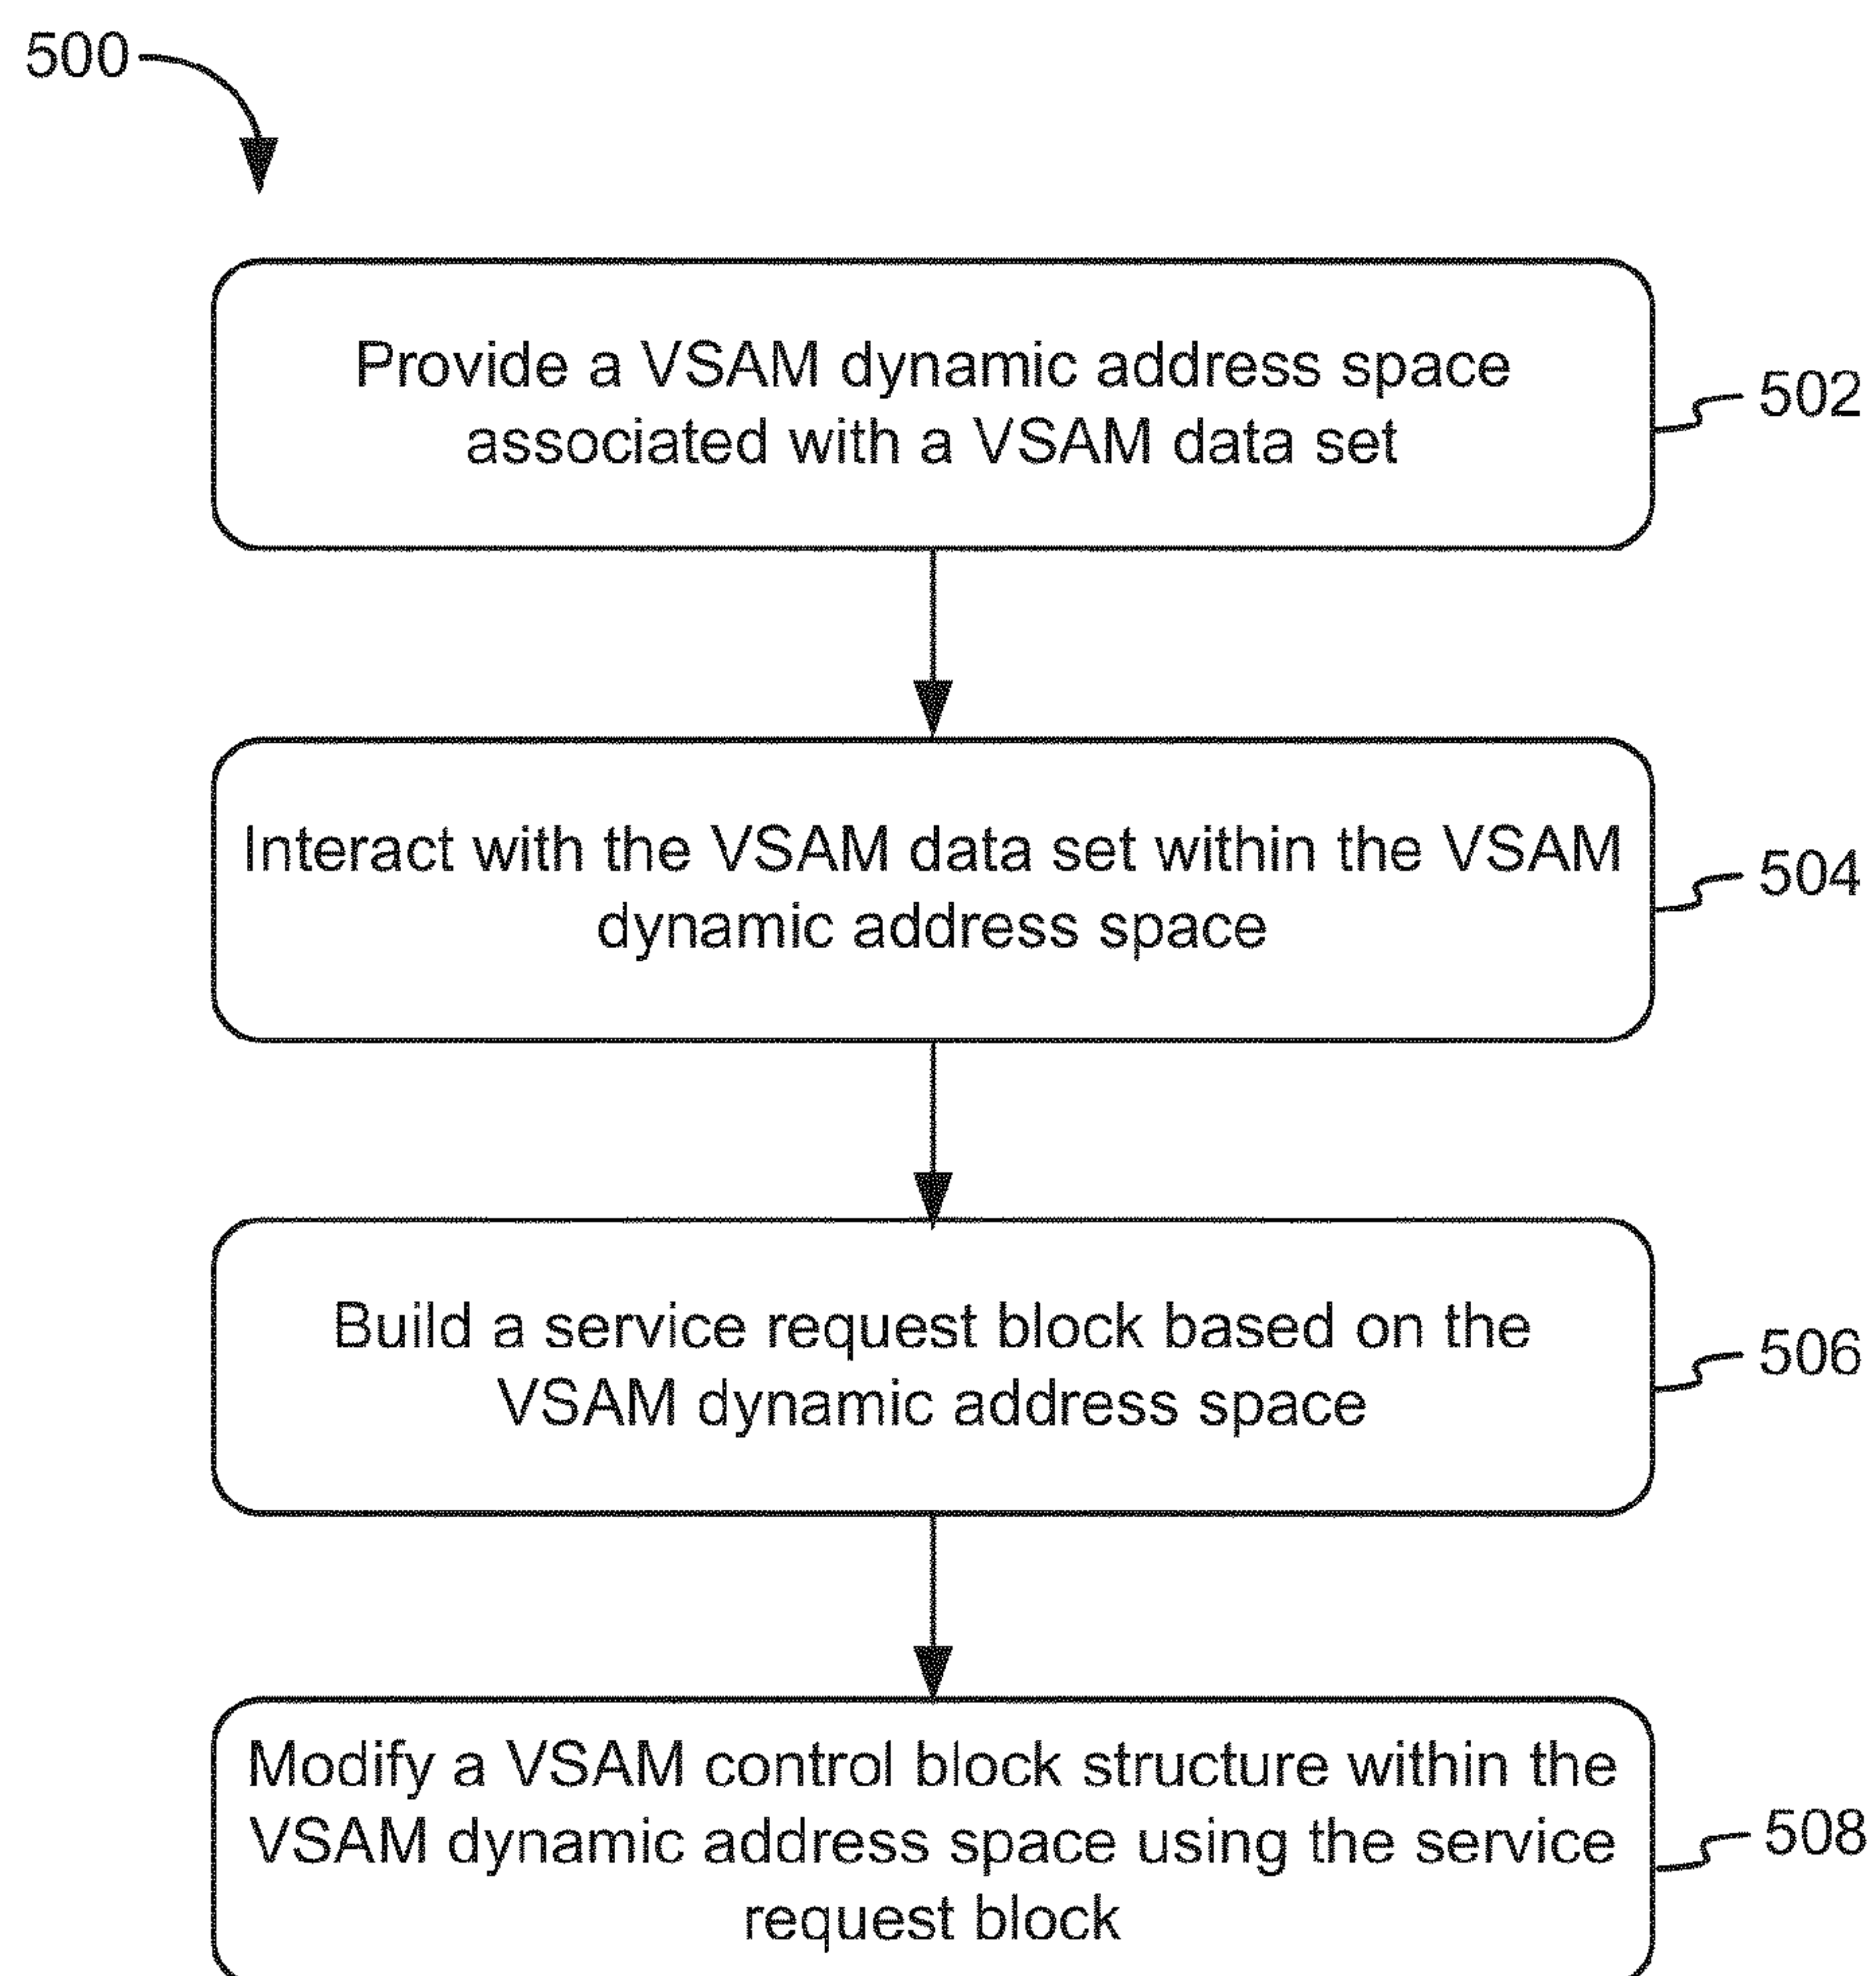 500
Provide a VSAM dynamic address space
associated with a VSAM data set
502
Interact with the VSAM data set within the VSAM
dynamic address space
504
Build a service request block based on the
VSAM dynamic address space
506
Modify a VSAM control block structure within the
VSAM dynamic address space using the service
request block
508